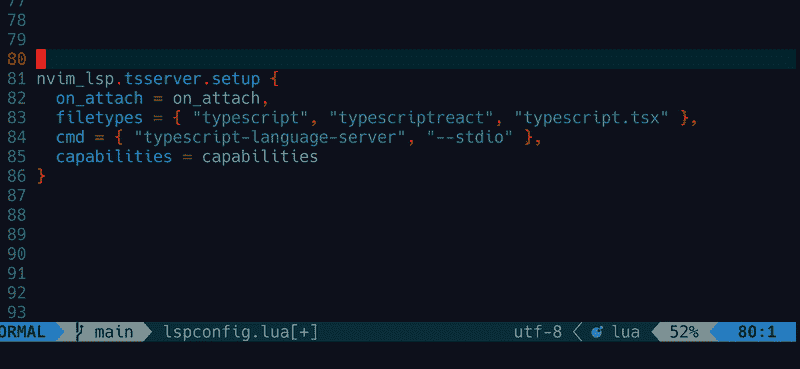 77
78
79
80
81 nvim_lsp.tsserver.setup {
82   on_attach = on_attach,
83   filetypes = { "typescript", "typescriptreact", "typescript.tsx" },
84   cmd = { "typescript-language-server", "--stdio" },
85   capabilities = capabilities
86 }
87
88
89
90
91
92
93
ORMAL main lspconfig.lua[+] utf-8 lua 52% 80:1